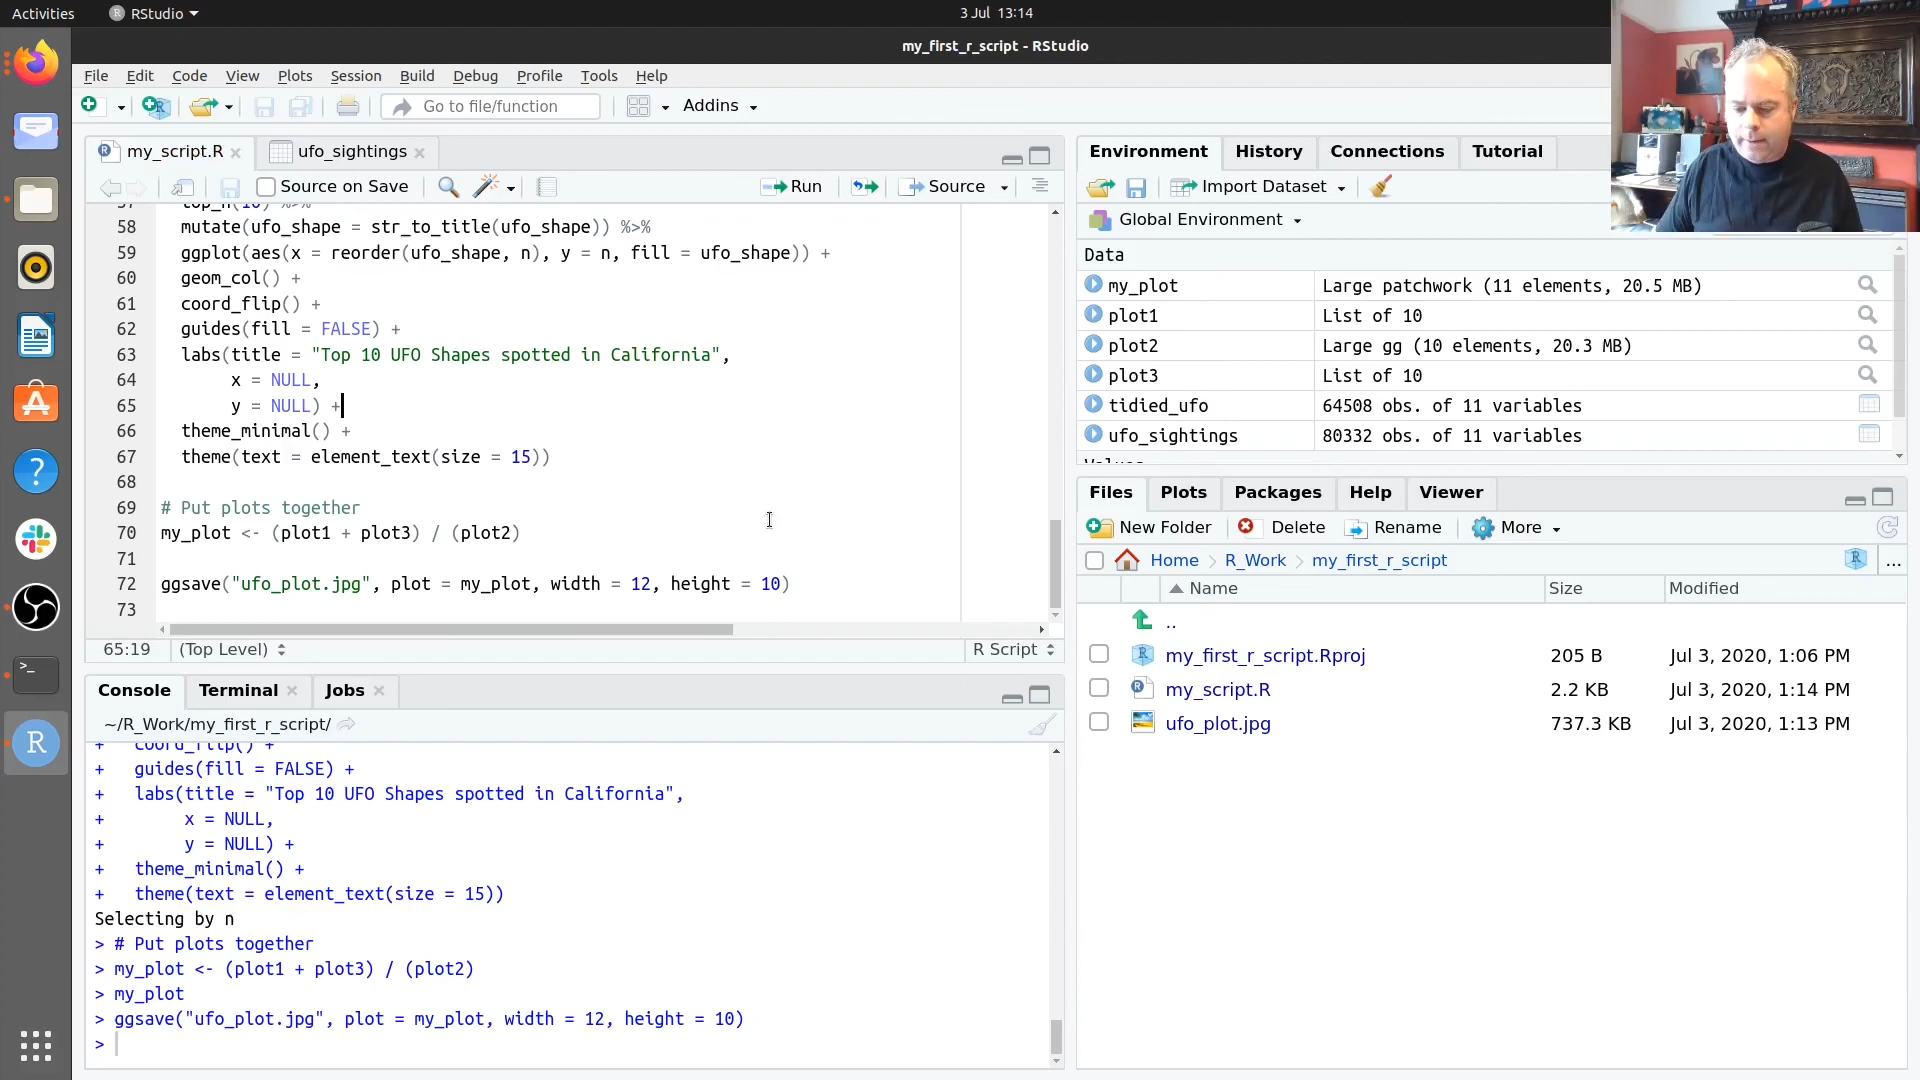 Activities
RStudio
3 Jul 13:14
my_first_r_script - RStudio
File Edit Code View Plots Session Build Debug Profile Tools Help
Go to file/function
Addins
my_script.R
ufo_sightings
Source on Save
Run
Source
57 top_n(10) %>%
58 mutate(ufo_shape = str_to_title(ufo_shape)) %>%
59 ggplot(aes(x = reorder(ufo_shape, n), y = n, fill = ufo_shape)) +
60 geom_col() +
61 coord_flip() +
62 guides(fill = FALSE) +
63 labs(title = "Top 10 UFO Shapes spotted in California",
64 x = NULL,
65 y = NULL) +
66 theme_minimal() +
67 theme(text = element_text(size = 15))
68
69 # Put plots together
70 my_plot <- (plot1 + plot3) / (plot2)
71
72 ggsave("ufo_plot.jpg", plot = my_plot, width = 12, height = 10)
73
65:19 (Top Level) R Script
Console Terminal Jobs
~/R_Work/my_first_r_script/
+ coord_flip() +
+ guides(fill = FALSE) +
+ labs(title = "Top 10 UFO Shapes spotted in California",
+ x = NULL,
+ y = NULL) +
+ theme_minimal() +
+ theme(text = element_text(size = 15))
Selecting by n
> # Put plots together
> my_plot <- (plot1 + plot3) / (plot2)
> my_plot
> ggsave("ufo_plot.jpg", plot = my_plot, width = 12, height = 10)
>
Environment History Connections Tutorial
Import Dataset
Global Environment
Data
my_plot Large patchwork (11 elements, 20.5 MB)
plot1 List of 10
plot2 Large gg (10 elements, 20.3 MB)
plot3 List of 10
tidied_ufo 64508 obs. of 11 variables
ufo_sightings 80332 obs. of 11 variables
Values
Files Plots Packages Help Viewer
New Folder Delete Rename More
Home > R_Work > my_first_r_script
...
Name Size Modified
..
my_first_r_script.Rproj 205 B Jul 3, 2020, 1:06 PM
my_script.R 2.2 KB Jul 3, 2020, 1:14 PM
ufo_plot.jpg 737.3 KB Jul 3, 2020, 1:13 PM